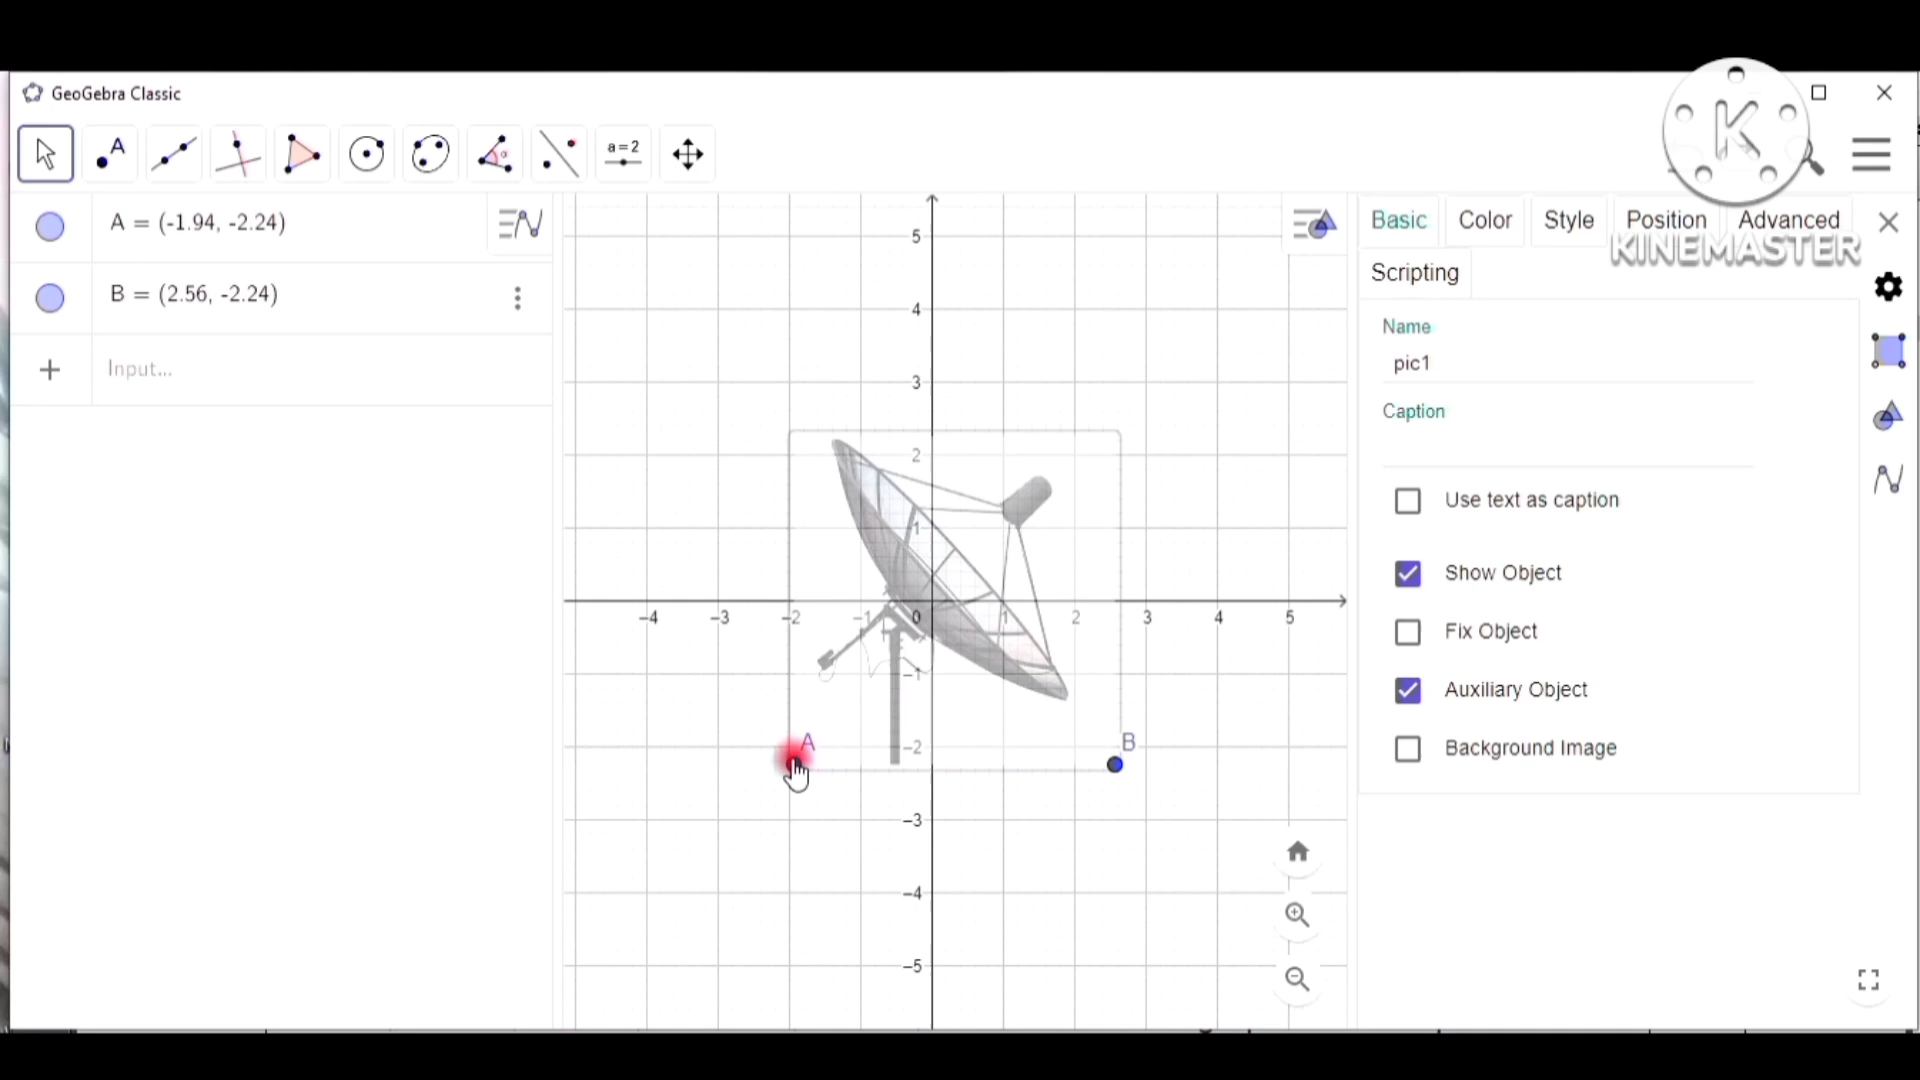 GeoGebra Classic
A
a = 2
K
A = (-1.94, -2.24)
B = (2.56, -2.24)
+ Input...
5
4
3
2
1
−4 −3 −2 −1 0 1 2 3 4 5
−1
−2
−3
−4
−5
A
B
Basic Color Style Position Advanced
KINEMASTER
Scripting
Name
pic1
Caption
Use text as caption
Show Object
Fix Object
Auxiliary Object
Background Image